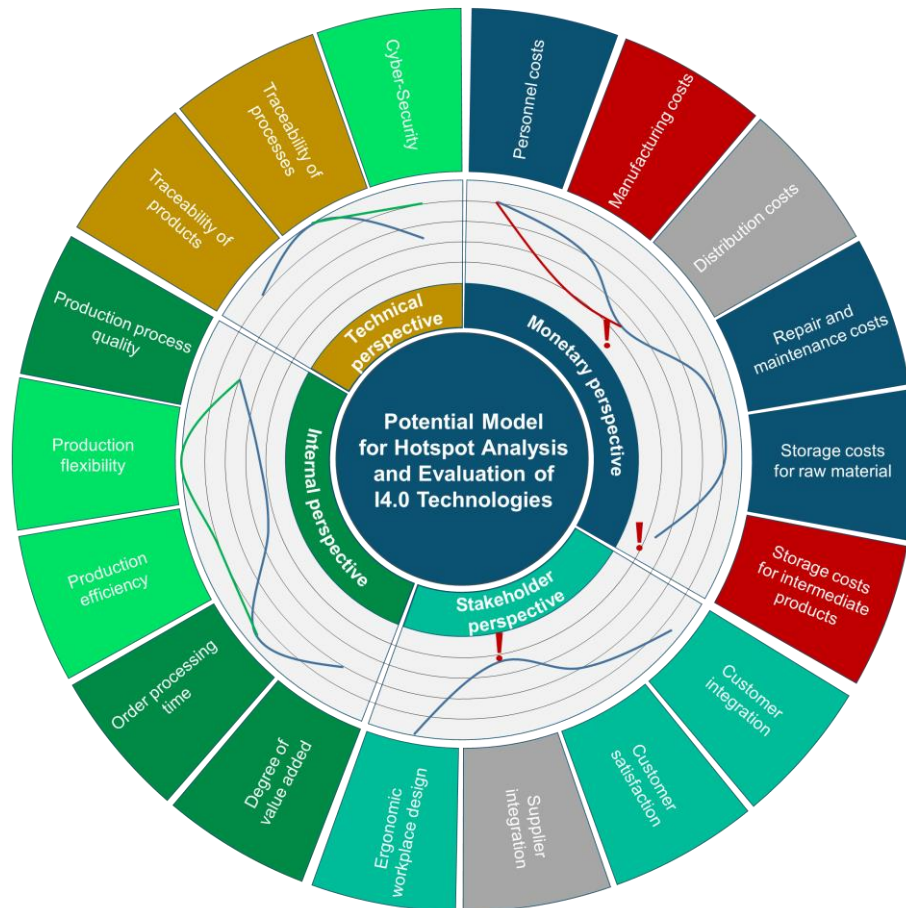 Potential Model
for Hotspot Analysis
and Evaluation of
I4.0 Technologies
Monetary perspective
Stakeholder
perspective
Internal perspective
Technical
perspective
Personnel costs
Manufacturing costs
Distribution costs
Repair and
maintenance costs
Storage costs
for raw material
Storage costs
for intermediate
products
Customer
integration
Customer
satisfaction
Supplier
integration
Ergonomic
workplace design
Degree of
value added
Order processing
time
Production
efficiency
Production
flexibility
Production process
quality
Traceability of
products
Traceability of
processes
Cyber-Security
!
!
!